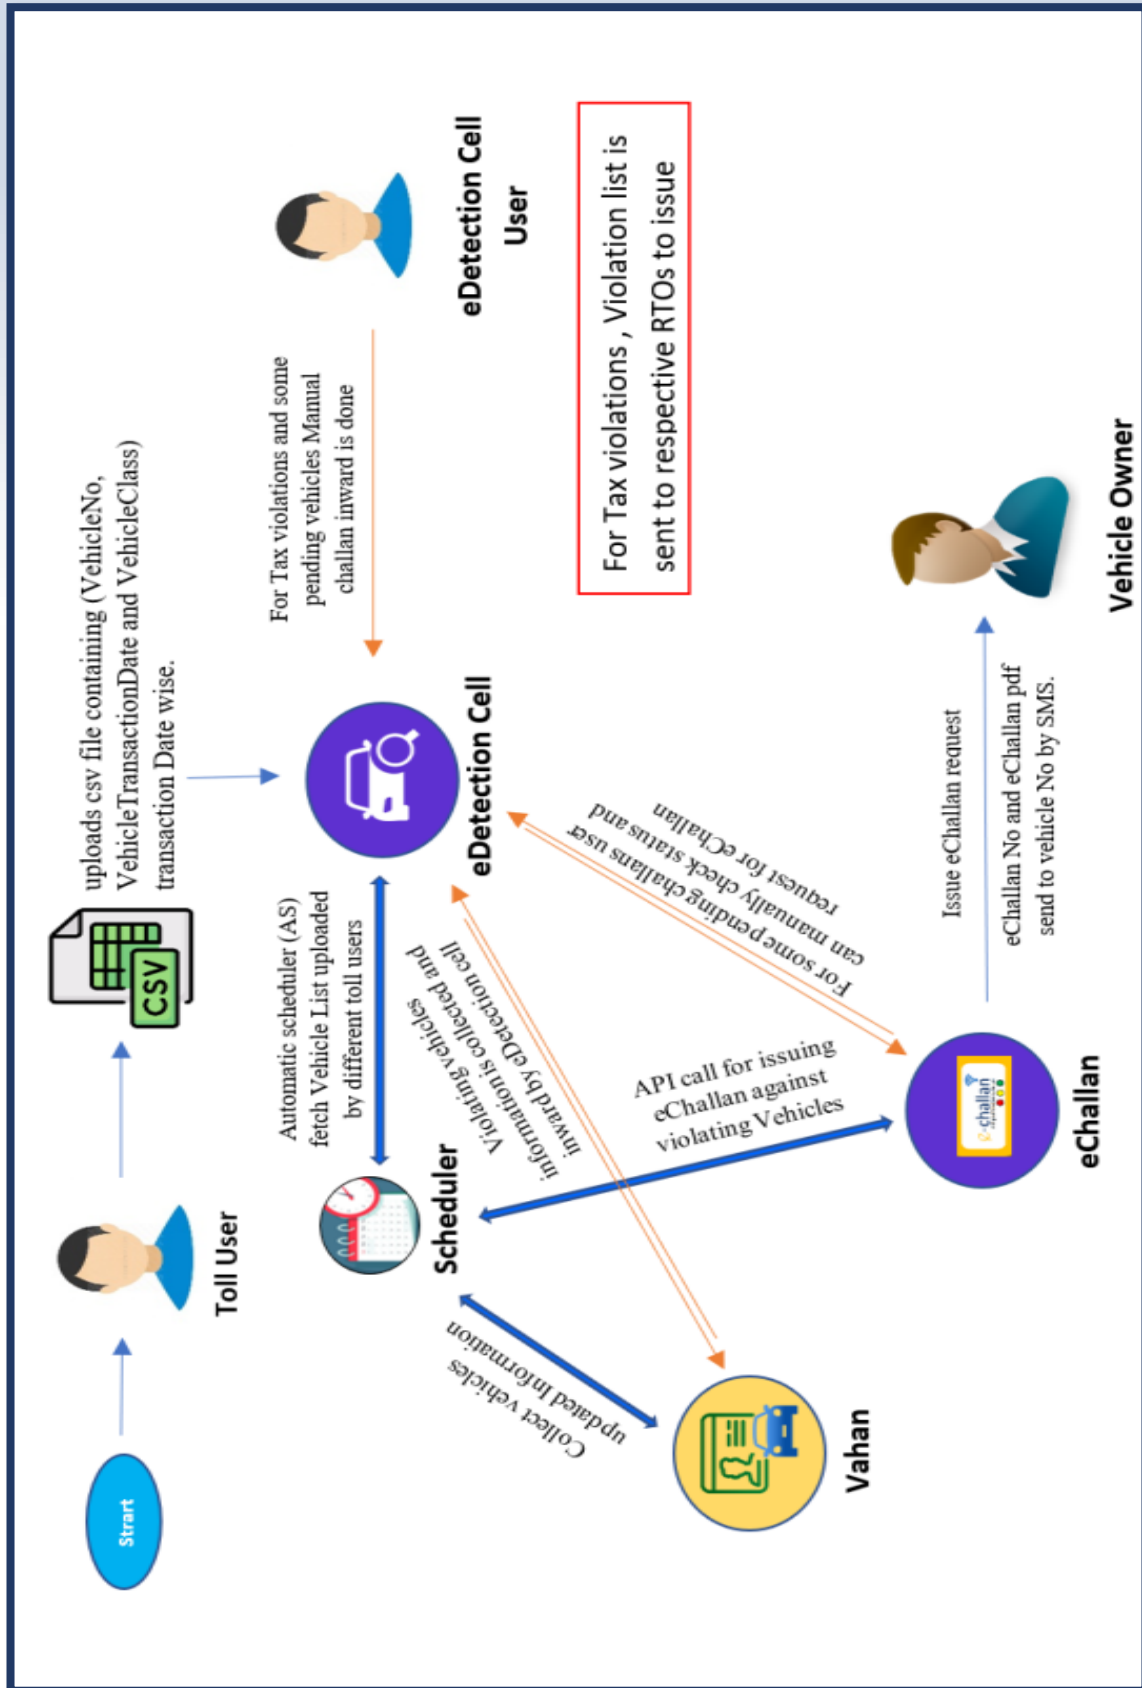 Strart
Toll User
CSV
uploads csv file containing (VehicleNo,
VehicleTransactionDate and VehicleClass)
transaction Date wise.
Automatic scheduler (AS)
fetch Vehicle List uploaded
by different toll users
Scheduler
eDetection Cell
For Tax violations and some
pending vehicles Manual
challan inward is done
eDetection Cell
User
For Tax violations , Violation list is
sent to respective RTOs to issue
Collect vehicles
updated Information
Violating vehicles
information is collected and
inward by eDetection cell
For some pending challans user
can manually check status and
request for eChallan
API call for issuing
eChallan against
violating Vehicles
Vahan
e-challan
eChallan
Issue eChallan request
eChallan No and eChallan pdf
send to vehicle No by SMS.
Vehicle Owner